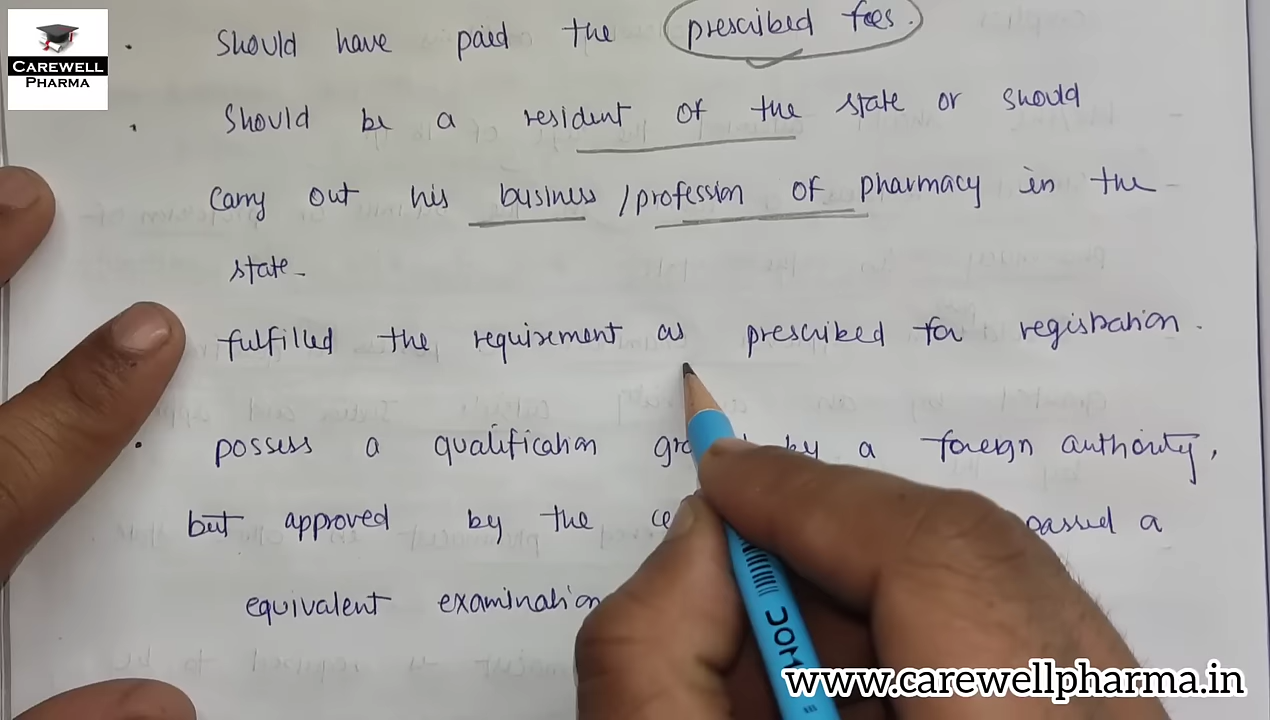 CAREWELL
PHARMA
• Should have paid the prescribed fees.
• Should be a resident of the state or should
carry out his business / profession of pharmacy in the
state.
fulfilled the requirement as prescribed for registration.
• possess a qualification by a foreign authority,
but approved by the passed a
equivalent examination
DOM
www.carewellpharma.in